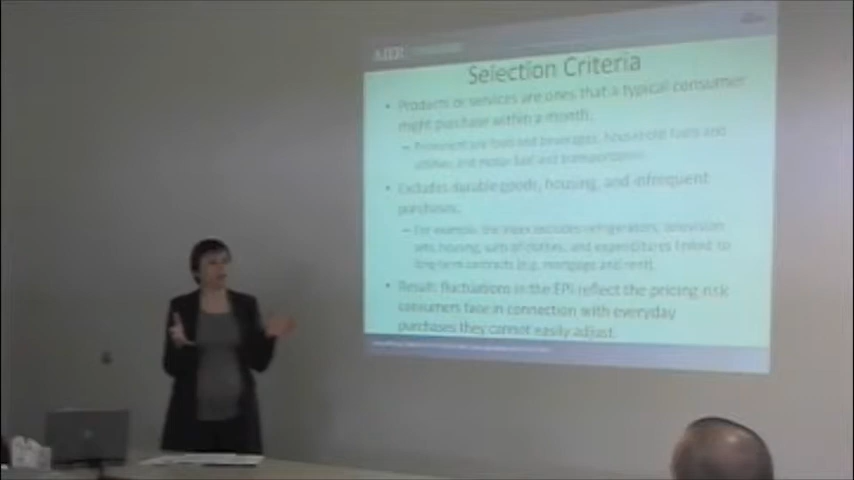 AIER
Selection Criteria
• Products or services are ones that a typical consumer
might purchase within a month.
– Prominent are food and beverages, household fuels and
utilities, and motor fuel and transportation.
• Excludes durable goods, housing, and infrequent
purchases.
– For example, the index excludes refrigerators, television
sets, housing, suits of clothes, and expenditures linked to
long-term contracts (e.g. mortgage and rent).
• Result: fluctuations in the EPI reflect the pricing risk
consumers face in connection with everyday
purchases they cannot easily adjust.